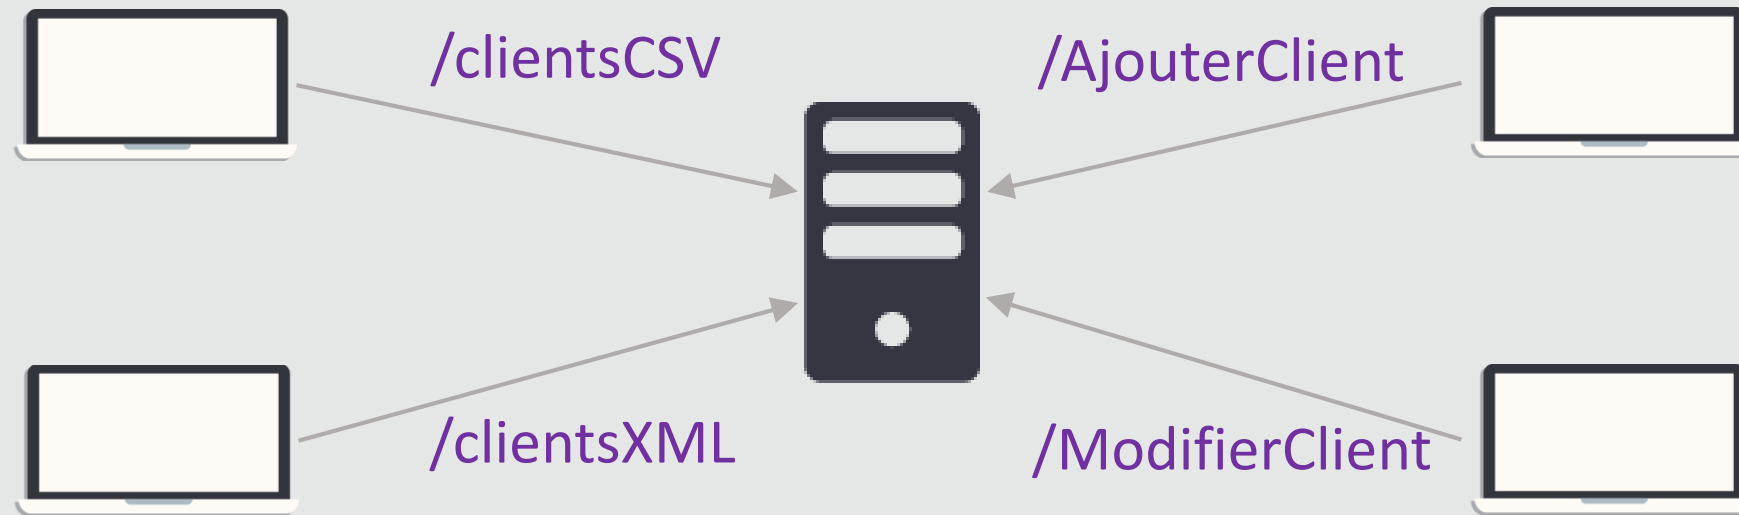 /clientsCSV
/AjouterClient
/clientsXML
/ModifierClient